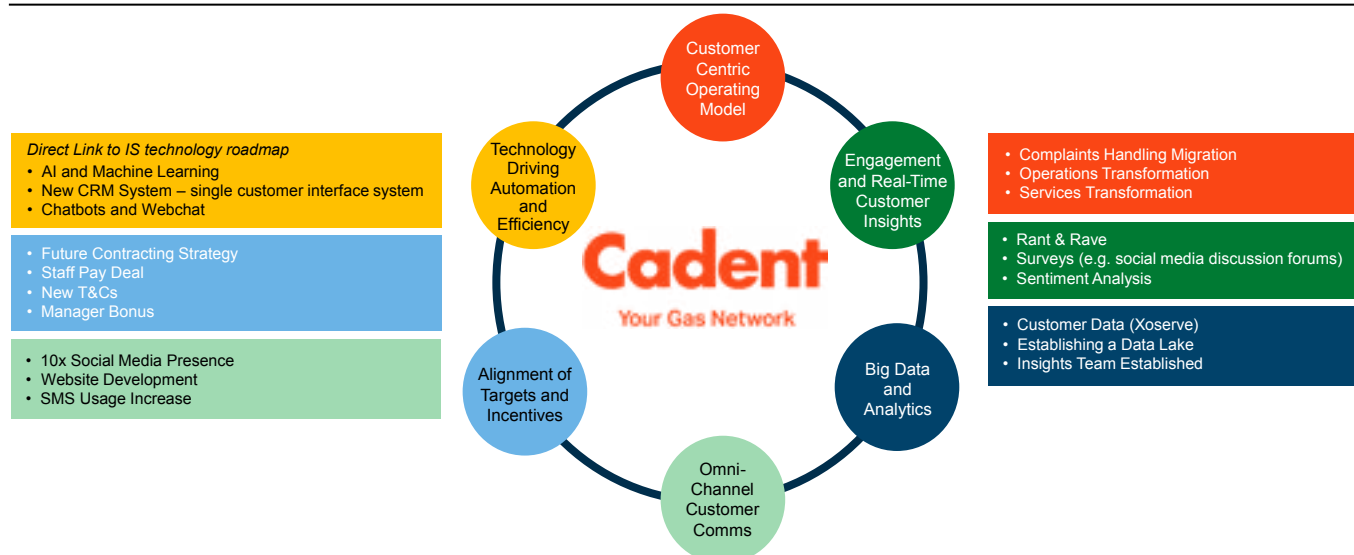 Customer
Centric
Operating
Model
Technology
Driving
Automation
and
Efficiency
Engagement
and Real-Time
Customer
Insights
Direct Link to IS technology roadmap
• AI and Machine Learning
• New CRM System – single customer interface system
• Chatbots and Webchat
• Future Contracting Strategy
• Staff Pay Deal
• New T&Cs
• Manager Bonus
• 10x Social Media Presence
• Website Development
• SMS Usage Increase
Cadent
Your Gas Network
• Complaints Handling Migration
• Operations Transformation
• Services Transformation
• Rant & Rave
• Surveys (e.g. social media discussion forums)
• Sentiment Analysis
• Customer Data (Xoserve)
• Establishing a Data Lake
• Insights Team Established
Alignment of
Targets and
Incentives
Big Data
and
Analytics
Omni-
Channel
Customer
Comms